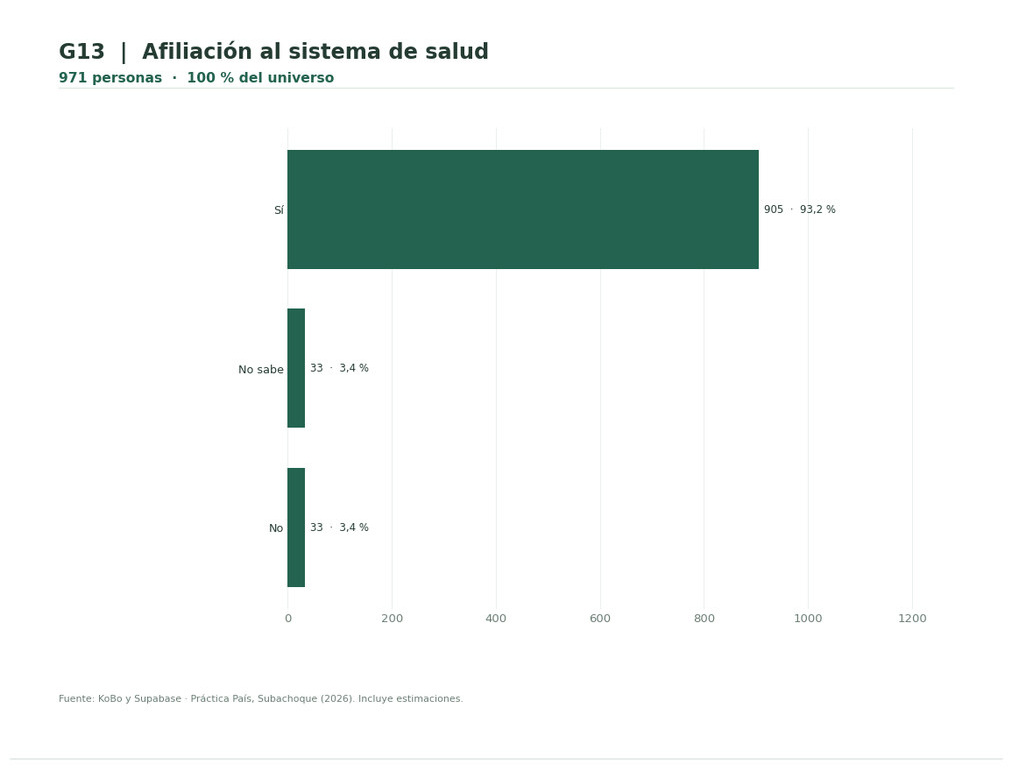 G13 | Afiliación al sistema de salud
971 personas · 100 % del universo
Sí
905 · 93,2 %
No sabe
33 · 3,4 %
No
33 · 3,4 %
0 200 400 600 800 1000 1200
Fuente: KoBo y Supabase · Práctica País, Subachoque (2026). Incluye estimaciones.